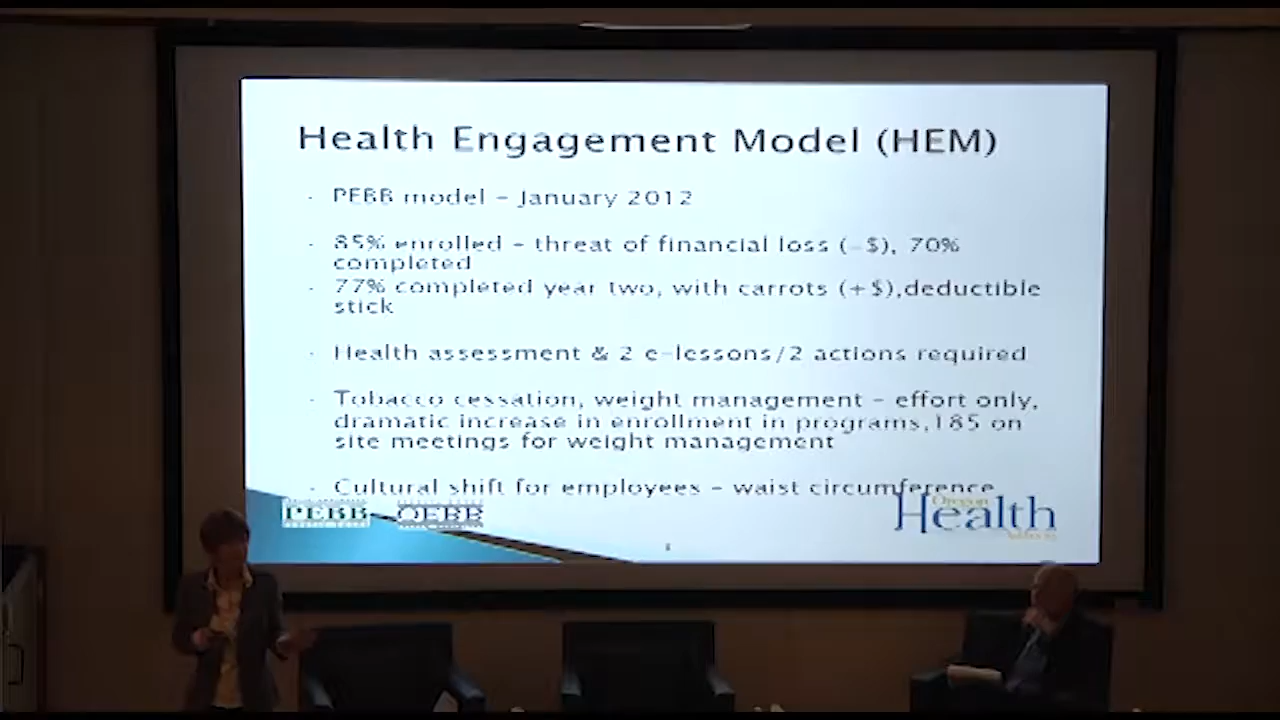 Health Engagement Model (HEM)
- PEBB model – January 2012
- 85% enrolled – threat of financial loss (-$), 70%
completed
- 77% completed year two, with carrots (+$),deductible
stick
- Health assessment & 2 e-lessons/2 actions required
- Tobacco cessation, weight management – effort only,
dramatic increase in enrollment in programs,185 on
site meetings for weight management
- Cultural shift for employees – waist circumference
PEBB OEBB
Oregon
Health
Authority